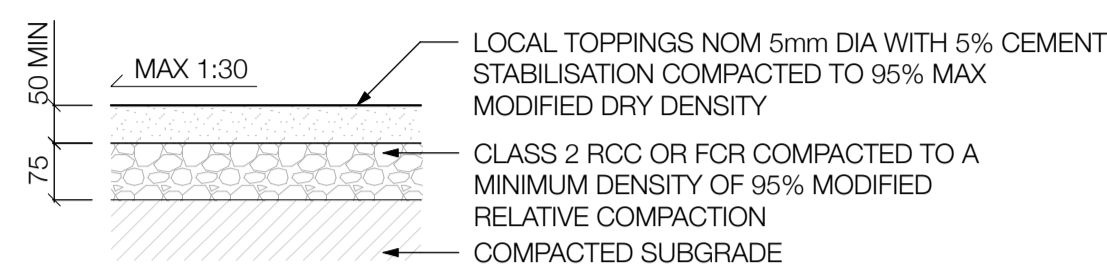 50 MIN
75
MAX 1:30
LOCAL TOPPINGS NOM 5mm DIA WITH 5% CEMENT
STABILISATION COMPACTED TO 95% MAX
MODIFIED DRY DENSITY
CLASS 2 RCC OR FCR COMPACTED TO A
MINIMUM DENSITY OF 95% MODIFIED
RELATIVE COMPACTION
COMPACTED SUBGRADE